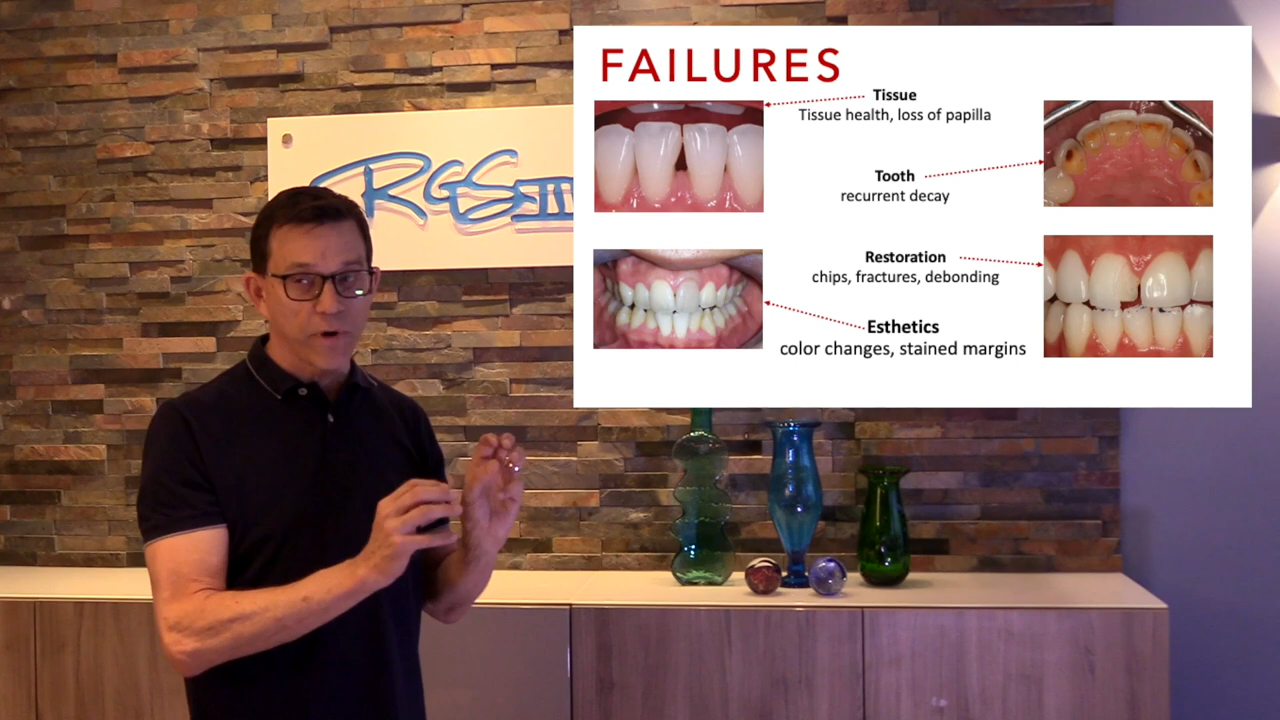 FAILURES
Tissue
Tissue health, loss of papilla
Tooth
recurrent decay
Restoration
chips, fractures, debonding
Esthetics
color changes, stained margins
RGSIII